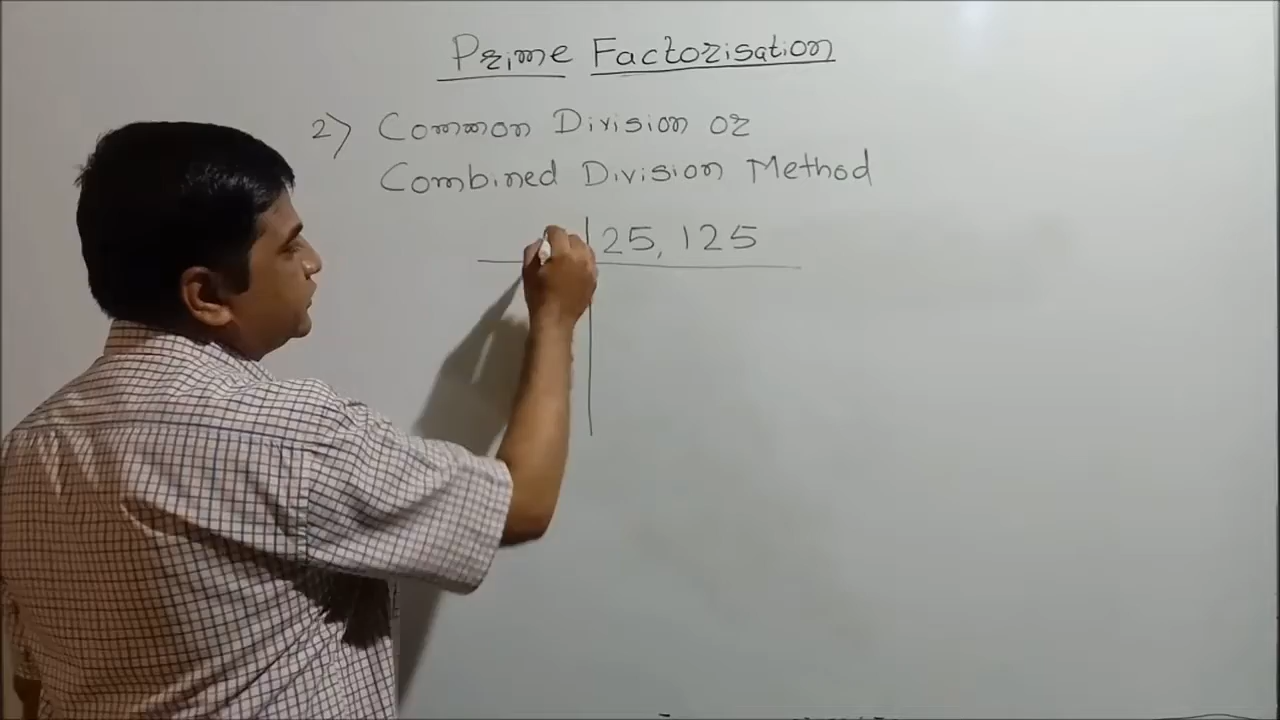 Prime Factorisation
2) Common Division or
Combined Division Method
25, 125